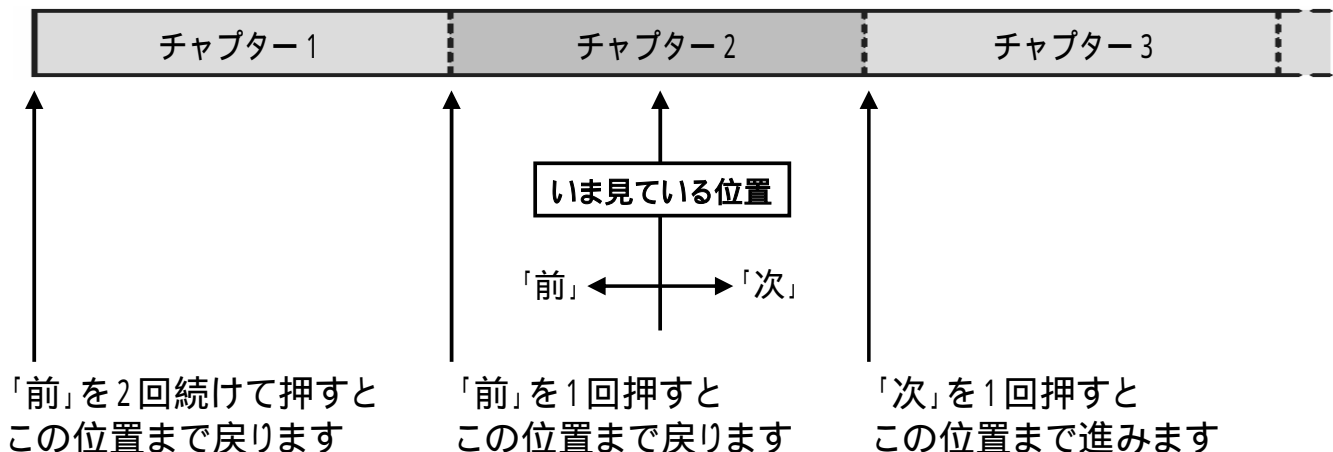 チャプター1
チャプター2
チャプター3
いま見ている位置
「前」
「次」
「前」を2回続けて押すと
この位置まで戻ります
「前」を1回押すと
この位置まで戻ります
「次」を1回押すと
この位置まで進みます